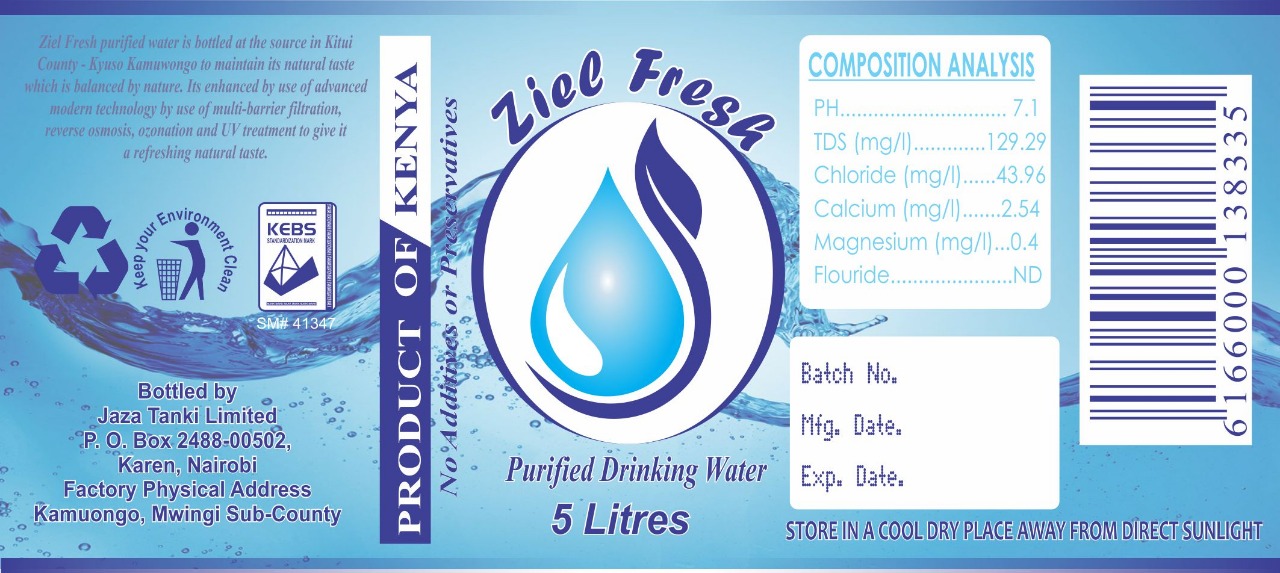 Ziel Fresh purified water is bottled at the source in Kitui
County - Kyuso Kamuwongo to maintain its natural taste
which is balanced by nature. Its enhanced by use of advanced
modern technology by use of multi-barrier filtration,
reverse osmosis, ozonation and UV treatment to give it
a refreshing natural taste.
Keep your Environment Clean
KEBS
STANDARDIZATION MARK
SM# 41347
Bottled by
Jaza Tanki Limited
P. O. Box 2488-00502,
Karen, Nairobi
Factory Physical Address
Kamuongo, Mwingi Sub-County
PRODUCT OF KENYA
No Additives or Preservatives
Ziel Fresh
Purified Drinking Water
5 Litres
COMPOSITION ANALYSIS
PH............................. 7.1
TDS (mg/l).............129.29
Chloride (mg/l)......43.96
Calcium (mg/l).......2.54
Magnesium (mg/l)...0.4
Flouride......................ND
Batch No.
Mfg. Date.
Exp. Date.
STORE IN A COOL DRY PLACE AWAY FROM DIRECT SUNLIGHT
6166000138335